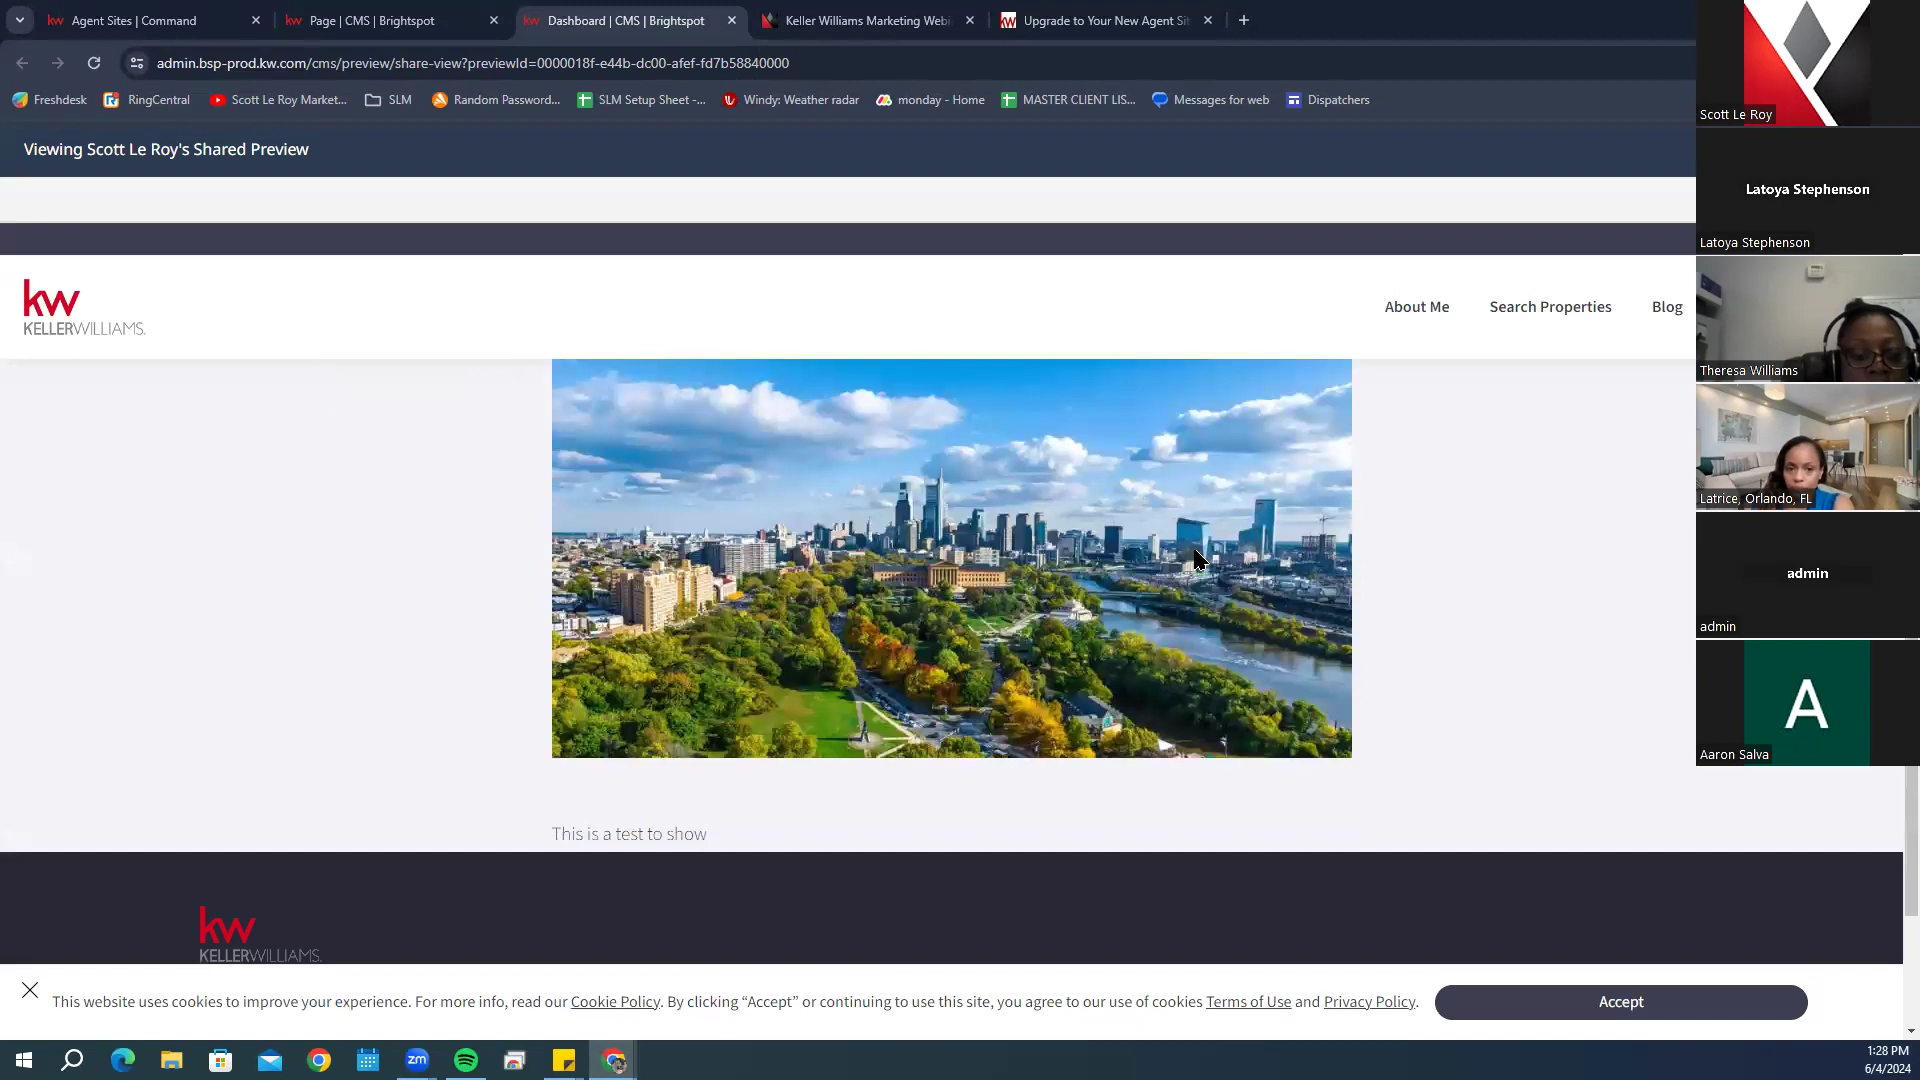 Agent Sites | Command
Page | CMS | Brightspot
Dashboard | CMS | Brightspot
Keller Williams Marketing Webi
Upgrade to Your New Agent Sit
admin.bsp-prod.kw.com/cms/preview/share-view?previewId=0000018f-e44b-dc00-afef-fd7b58840000
Freshdesk
RingCentral
Scott Le Roy Market...
SLM
Random Password...
SLM Setup Sheet -...
Windy: Weather radar
monday - Home
MASTER CLIENT LIS...
Messages for web
Dispatchers
Scott Le Roy
Viewing Scott Le Roy's Shared Preview
Latoya Stephenson
Latoya Stephenson
kw
KELLERWILLIAMS.
About Me
Search Properties
Blog
Theresa Williams
Latrice, Orlando, FL
admin
admin
A
Aaron Salva
This is a test to show
kw
KELLERWILLIAMS.
This website uses cookies to improve your experience. For more info, read our Cookie Policy. By clicking “Accept” or continuing to use this site, you agree to our use of cookies Terms of Use and Privacy Policy.
Accept
zm
1:28 PM
6/4/2024